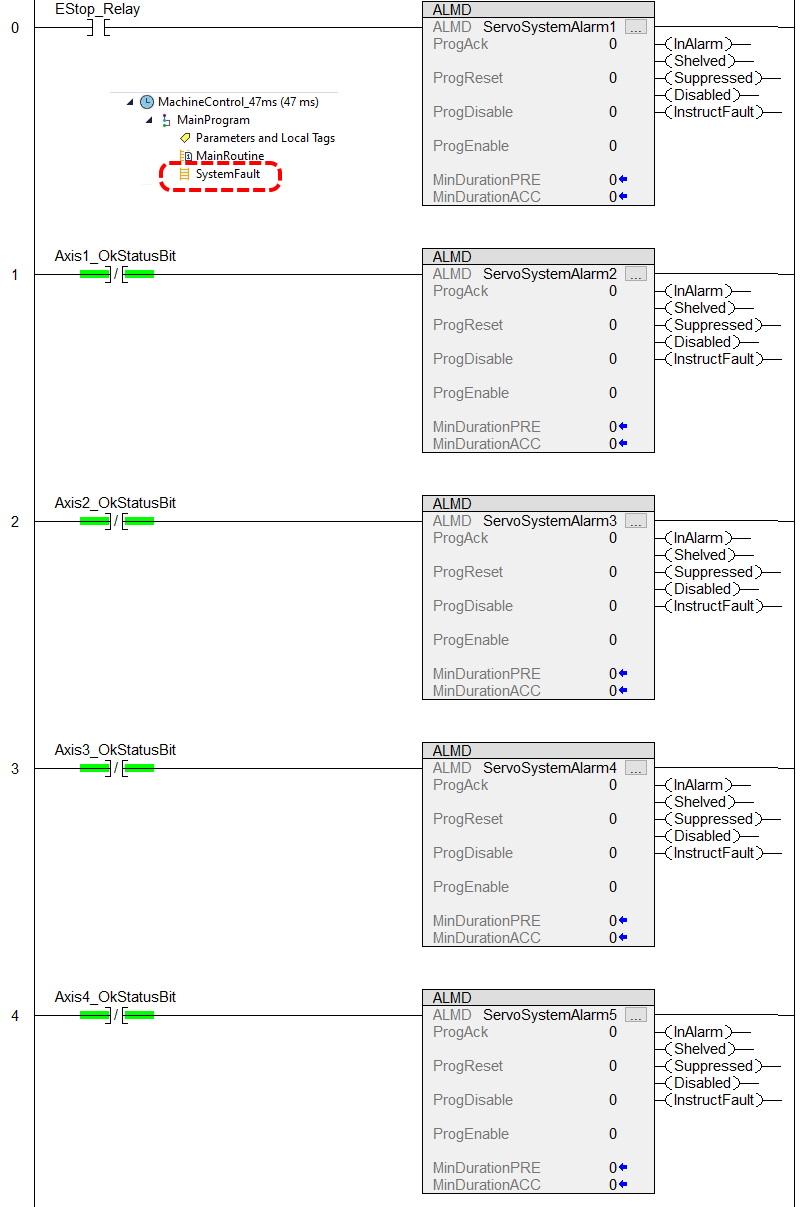 EStop_Relay
0
ALMD
ALMD ServoSystemAlarm1 ...
ProgAck 0
ProgReset 0
ProgDisable 0
ProgEnable 0
MinDurationPRE 0
MinDurationACC 0
InAlarm
Shelved
Suppressed
Disabled
InstructFault
MachineControl_47ms (47 ms)
MainProgram
Parameters and Local Tags
MainRoutine
SystemFault
Axis1_OkStatusBit
1
/
ALMD
ALMD ServoSystemAlarm2 ...
ProgAck 0
ProgReset 0
ProgDisable 0
ProgEnable 0
MinDurationPRE 0
MinDurationACC 0
InAlarm
Shelved
Suppressed
Disabled
InstructFault
Axis2_OkStatusBit
2
/
ALMD
ALMD ServoSystemAlarm3 ...
ProgAck 0
ProgReset 0
ProgDisable 0
ProgEnable 0
MinDurationPRE 0
MinDurationACC 0
InAlarm
Shelved
Suppressed
Disabled
InstructFault
Axis3_OkStatusBit
3
/
ALMD
ALMD ServoSystemAlarm4 ...
ProgAck 0
ProgReset 0
ProgDisable 0
ProgEnable 0
MinDurationPRE 0
MinDurationACC 0
InAlarm
Shelved
Suppressed
Disabled
InstructFault
Axis4_OkStatusBit
4
/
ALMD
ALMD ServoSystemAlarm5 ...
ProgAck 0
ProgReset 0
ProgDisable 0
ProgEnable 0
MinDurationPRE 0
MinDurationACC 0
InAlarm
Shelved
Suppressed
Disabled
InstructFault